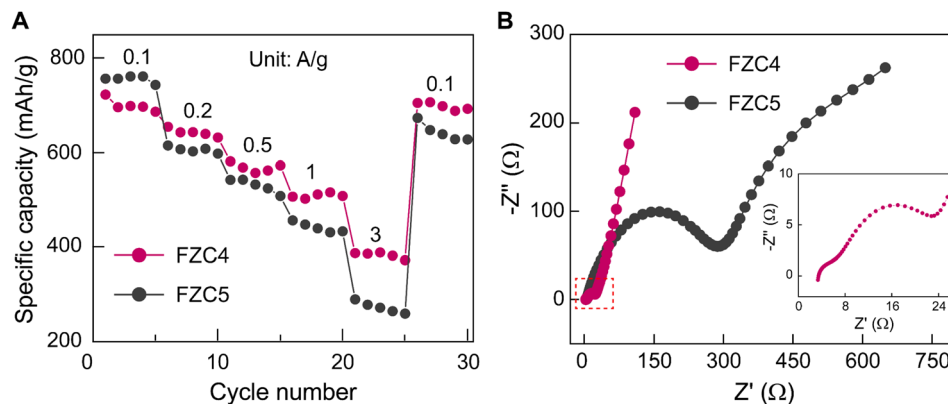 A
Specific capacity (mAh/g)
800
600
400
200
0.1
0.2
0.5
1
3
0.1
Unit: A/g
FZC4
FZC5
0
10
20
30
Cycle number
B
-Z" (Ω)
300
200
100
0
FZC4
FZC5
0
150
300
450
600
750
Z' (Ω)
-Z" (Ω)
10
5
0
0
8
16
24
Z' (Ω)